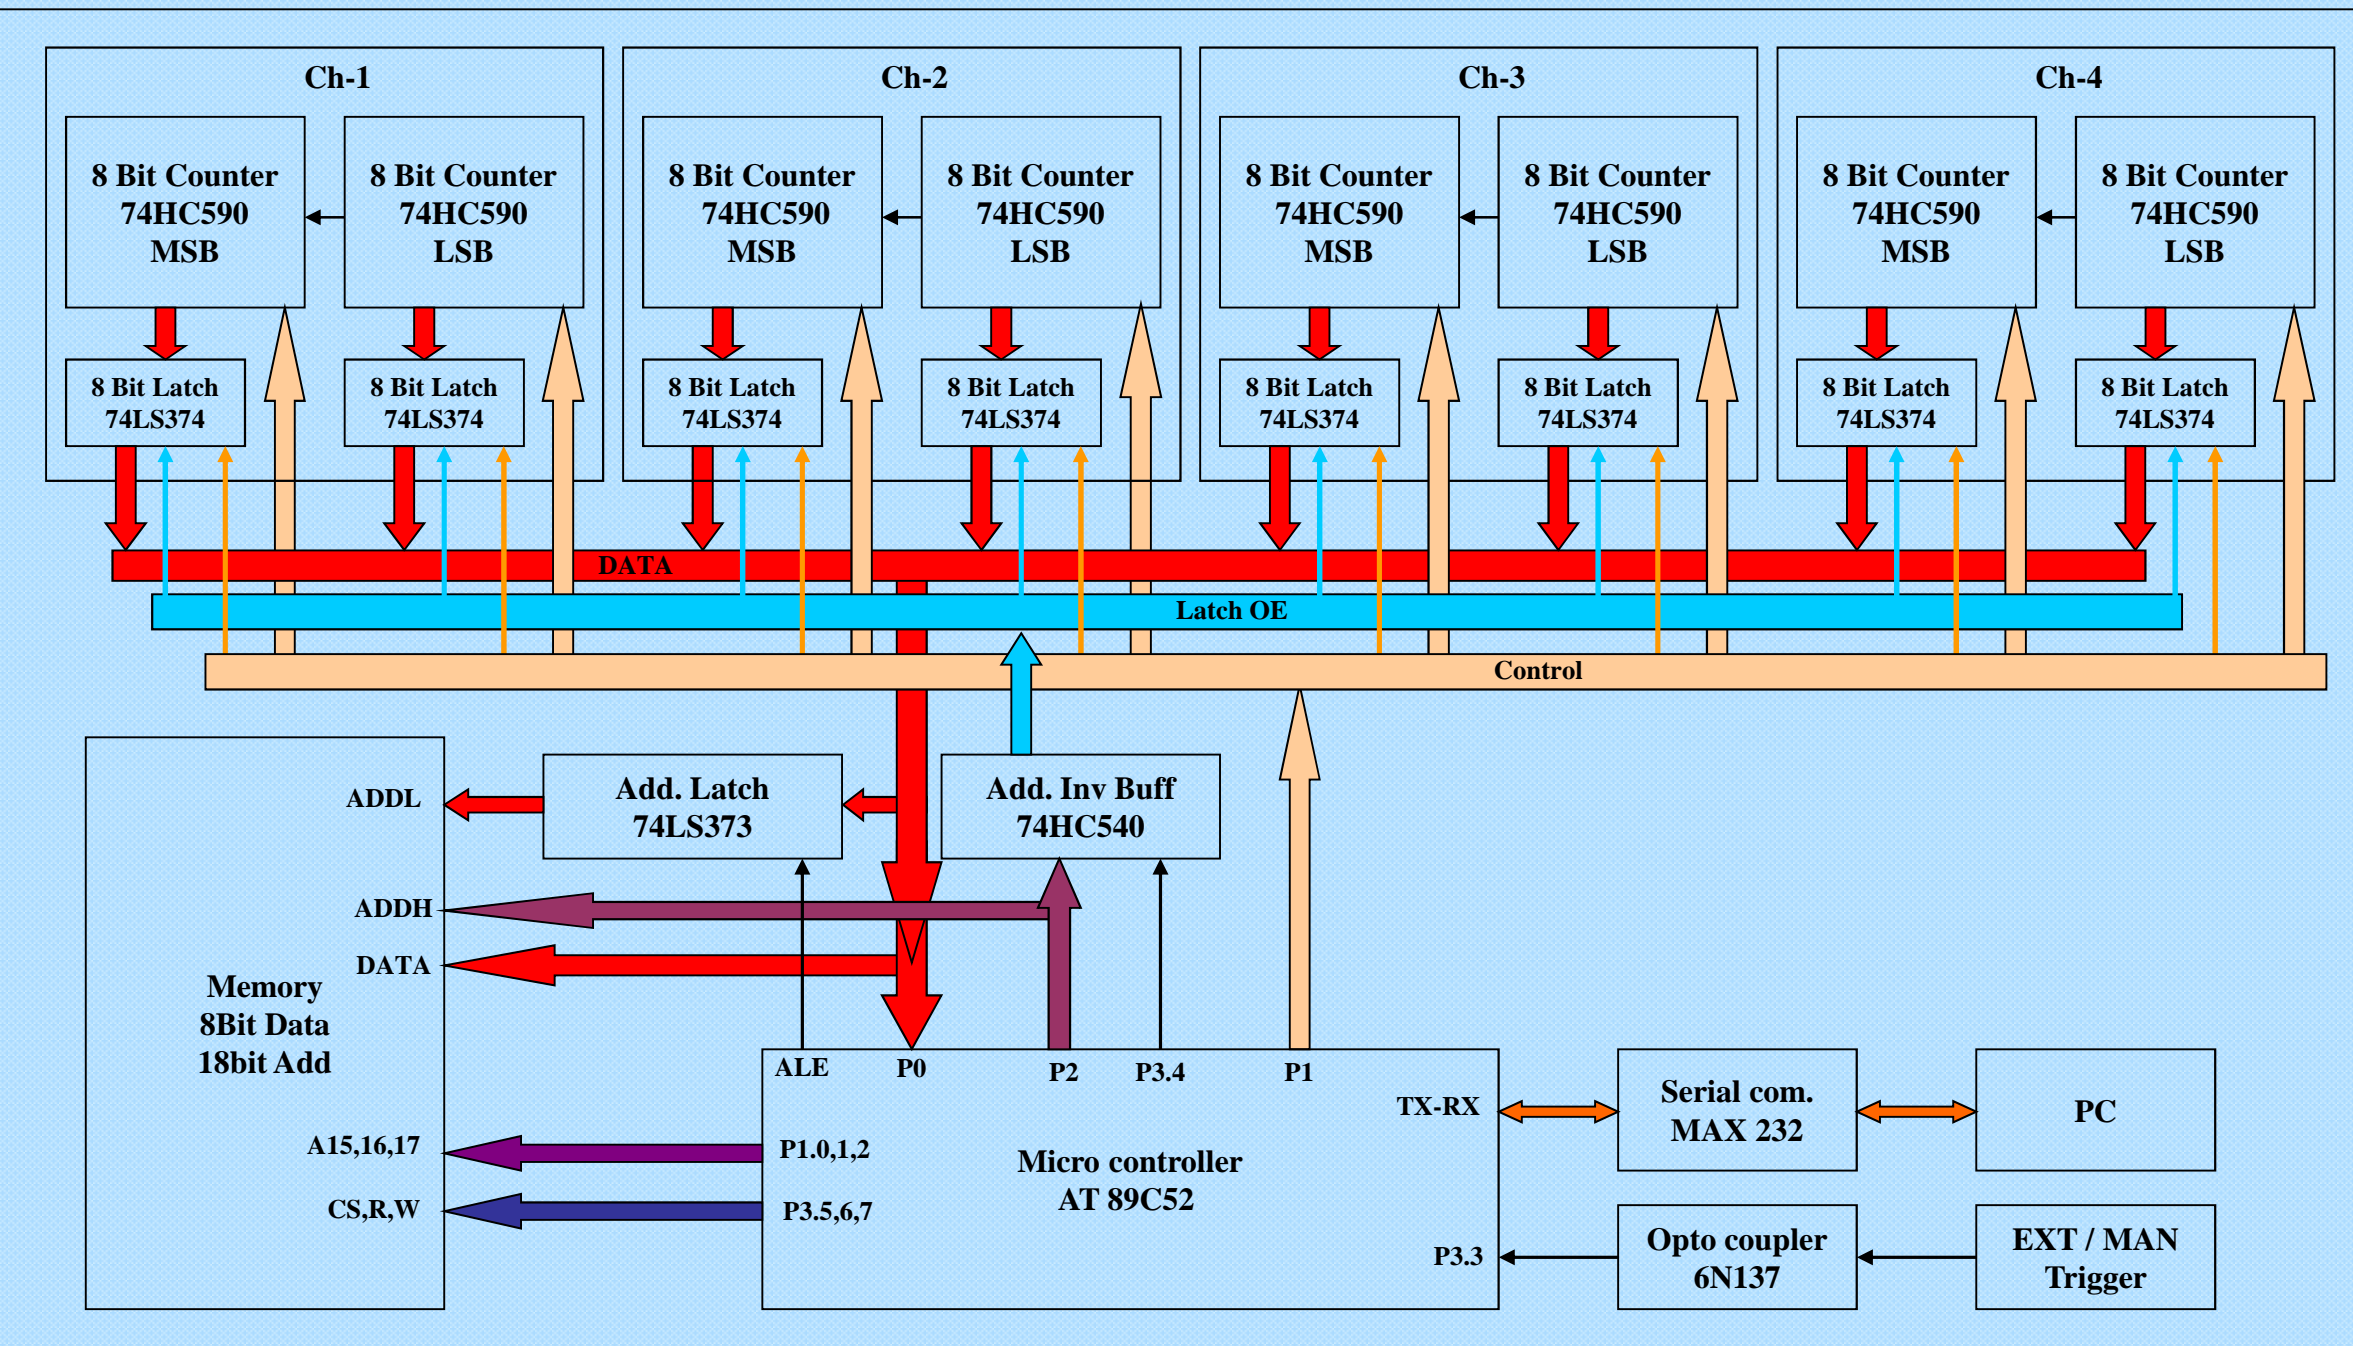 Ch-1
Ch-2
Ch-3
Ch-4
8 Bit Counter
74HC590
MSB
8 Bit Counter
74HC590
LSB
8 Bit Counter
74HC590
MSB
8 Bit Counter
74HC590
LSB
8 Bit Counter
74HC590
MSB
8 Bit Counter
74HC590
LSB
8 Bit Counter
74HC590
MSB
8 Bit Counter
74HC590
LSB
8 Bit Latch
74LS374
8 Bit Latch
74LS374
8 Bit Latch
74LS374
8 Bit Latch
74LS374
8 Bit Latch
74LS374
8 Bit Latch
74LS374
8 Bit Latch
74LS374
8 Bit Latch
74LS374
DATA
Latch OE
Control
ADDL
ADDH
DATA
Memory
8Bit Data
18bit Add
A15,16,17
CS,R,W
Add. Latch
74LS373
Add. Inv Buff
74HC540
ALE
P0
P2
P3.4
P1
TX-RX
P1.0,1,2
P3.5,6,7
Micro controller
AT 89C52
P3.3
Serial com.
MAX 232
PC
Opto coupler
6N137
EXT / MAN
Trigger